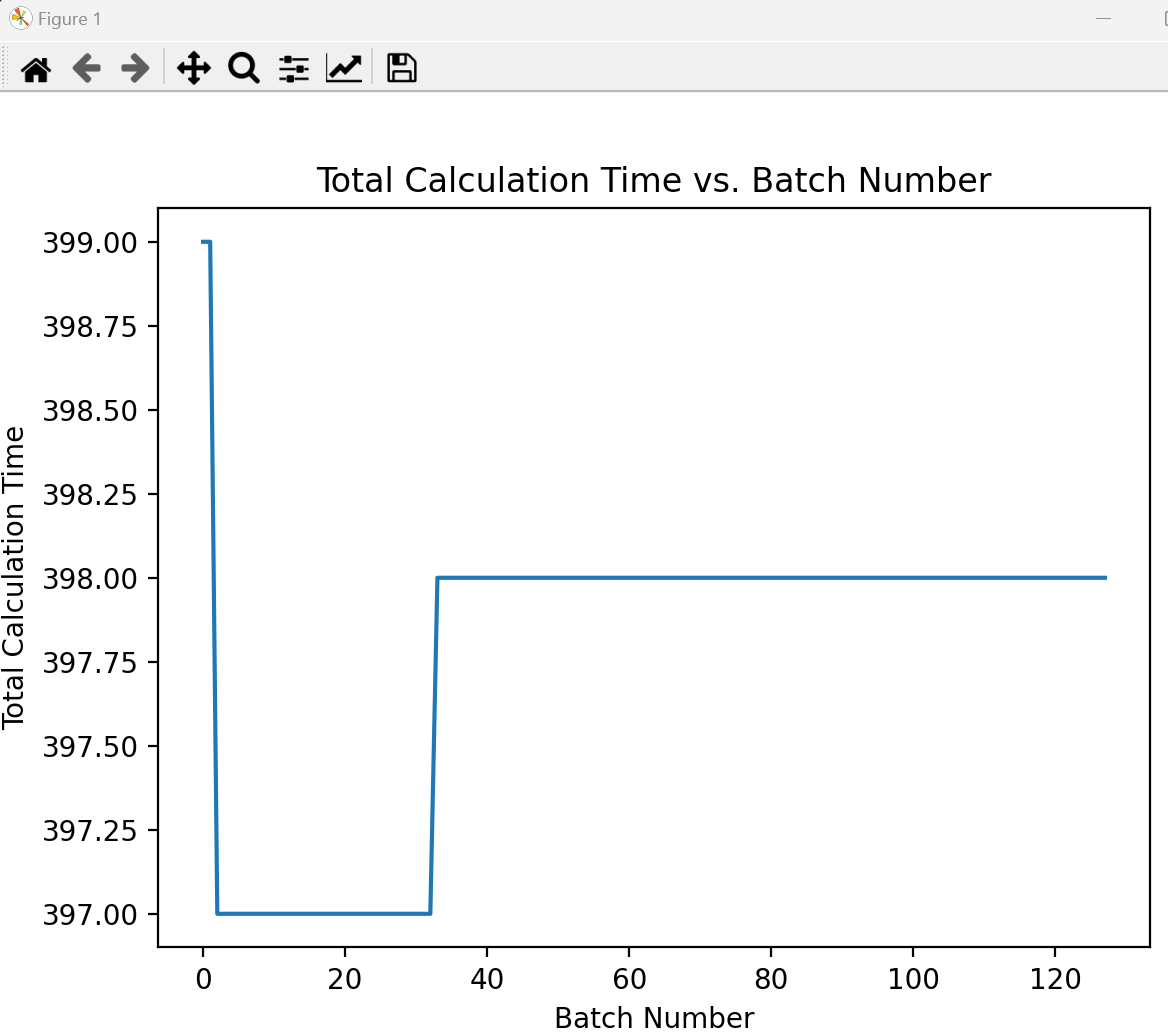 Figure 1
Total Calculation Time vs. Batch Number
399.00
398.75
398.50
398.25
398.00
397.75
397.50
397.25
397.00
Total Calculation Time
0 20 40 60 80 100 120
Batch Number